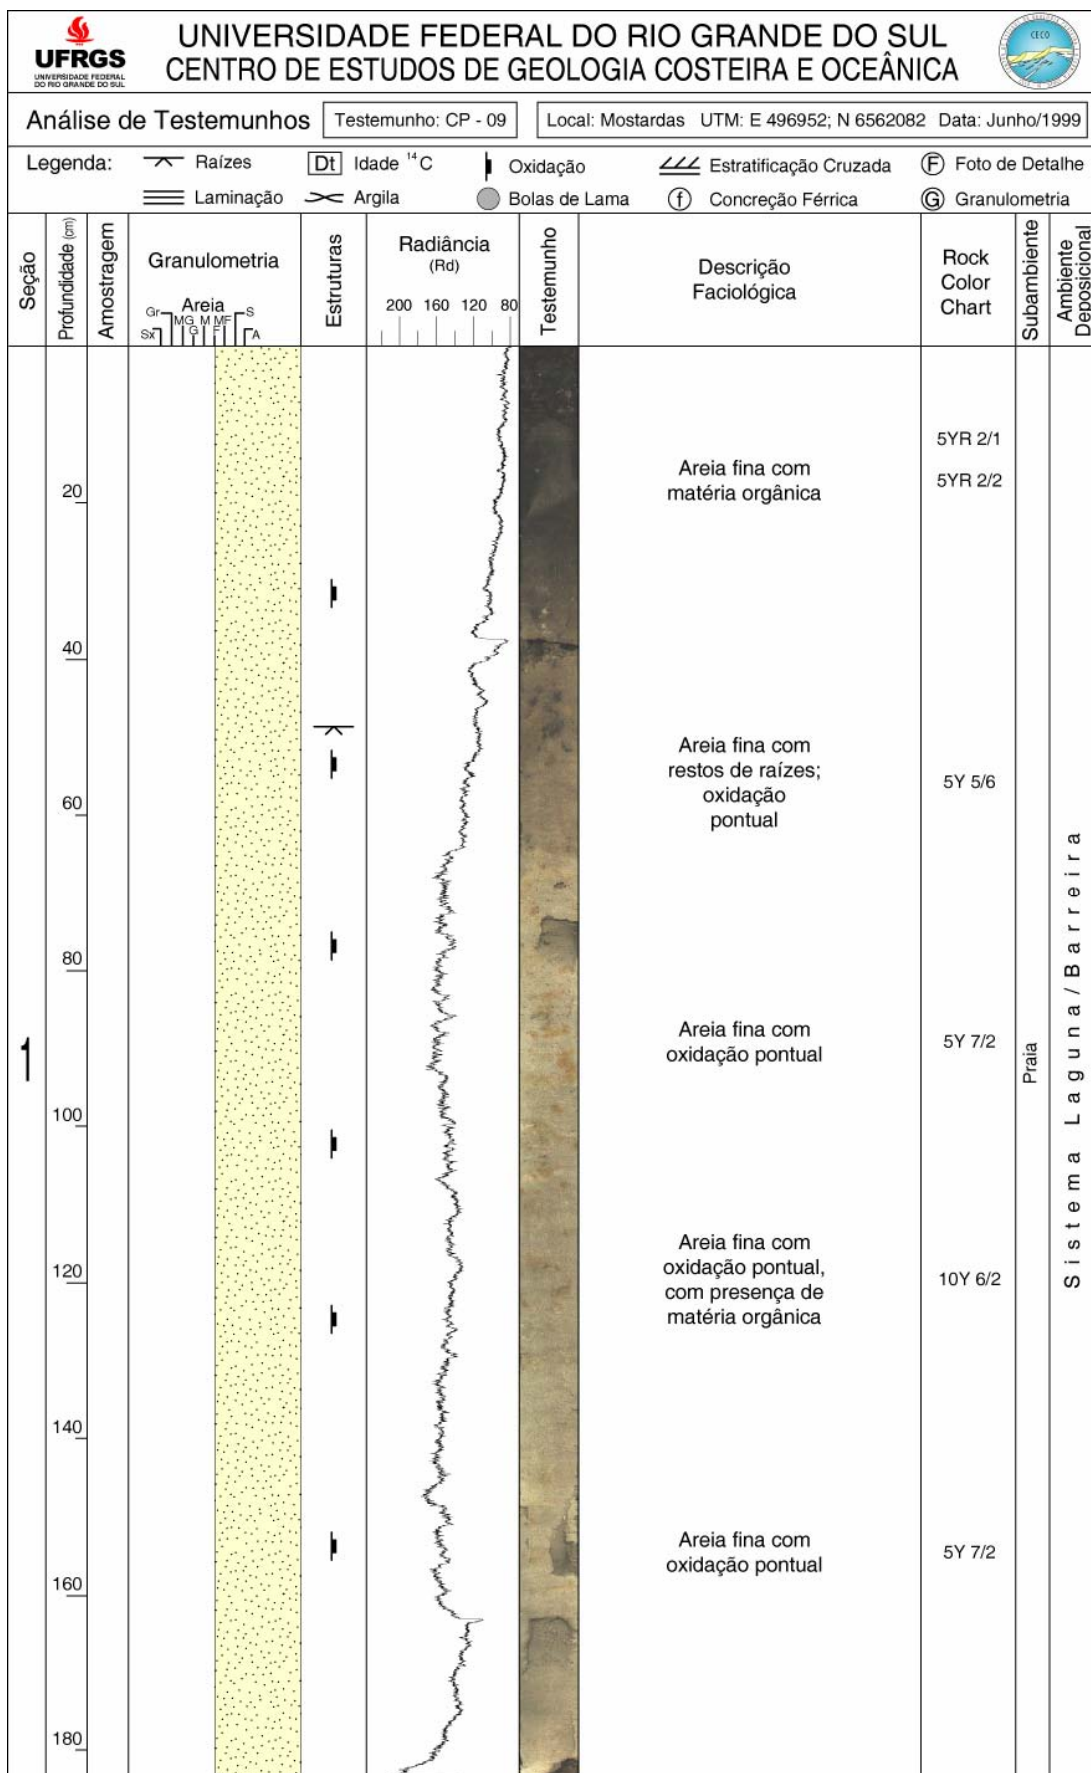 UFRGS
UNIVERSIDADE FEDERAL
DO RIO GRANDE DO SUL
UNIVERSIDADE FEDERAL DO RIO GRANDE DO SUL
CENTRO DE ESTUDOS DE GEOLOGIA COSTEIRA E OCEÂNICA
CECO
Análise de Testemunhos
Testemunho: CP - 09
Local: Mostardas UTM: E 496952; N 6562082 Data: Junho/1999
Legenda:
Raízes
Dt Idade 14C
Oxidação
Estratificação Cruzada
F Foto de Detalhe
Laminação
Argila
Bolas de Lama
f Concreção Férrica
G Granulometria
Seção
Profundidade (cm)
Amostragem
Granulometria
Areia
Gr MG M MF S
Sx G F A
Estruturas
Radiância
(Rd)
200 160 120 80
Testemunho
Descrição
Faciológica
Rock
Color
Chart
Subambiente
Ambiente
Deposicional
5YR 2/1
Areia fina com
matéria orgânica
5YR 2/2
20
40
Areia fina com
restos de raízes;
oxidação
pontual
5Y 5/6
60
80
1
Areia fina com
oxidação pontual
5Y 7/2
Praia
Sistema Laguna/Barreira
100
Areia fina com
oxidação pontual,
com presença de
matéria orgânica
10Y 6/2
120
140
Areia fina com
oxidação pontual
5Y 7/2
160
180